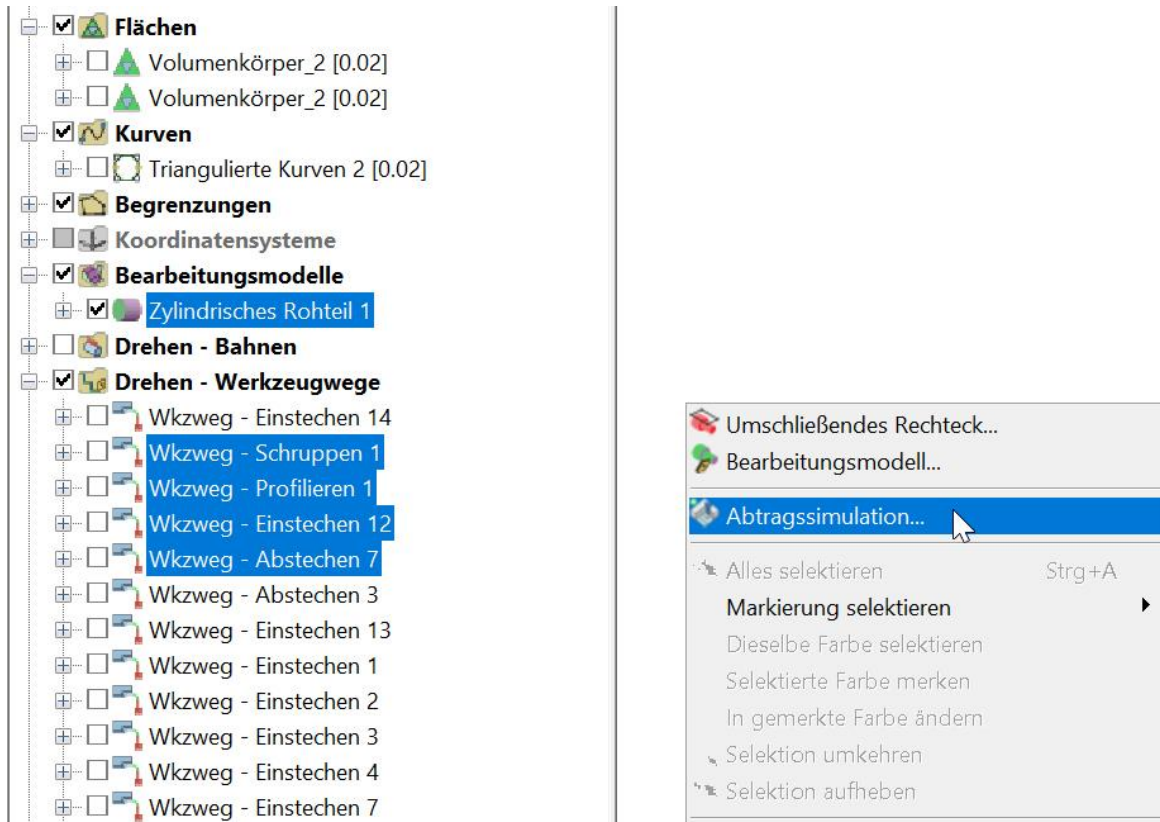 Flächen
Volumenkörper_2 [0.02]
Volumenkörper_2 [0.02]
Kurven
Triangulierte Kurven 2 [0.02]
Begrenzungen
Koordinatensysteme
Bearbeitungsmodelle
Zylindrisches Rohteil 1
Drehen - Bahnen
Drehen - Werkzeugwege
Wkzweg - Einstechen 14
Wkzweg - Schruppen 1
Wkzweg - Profilieren 1
Wkzweg - Einstechen 12
Wkzweg - Abstechen 7
Wkzweg - Abstechen 3
Wkzweg - Einstechen 13
Wkzweg - Einstechen 1
Wkzweg - Einstechen 2
Wkzweg - Einstechen 3
Wkzweg - Einstechen 4
Wkzweg - Einstechen 7
Umschließendes Rechteck...
Bearbeitungsmodell...
Abtragssimulation...
Alles selektieren Strg+A
Markierung selektieren
Dieselbe Farbe selektieren
Selektierte Farbe merken
In gemerkte Farbe ändern
Selektion umkehren
Selektion aufheben